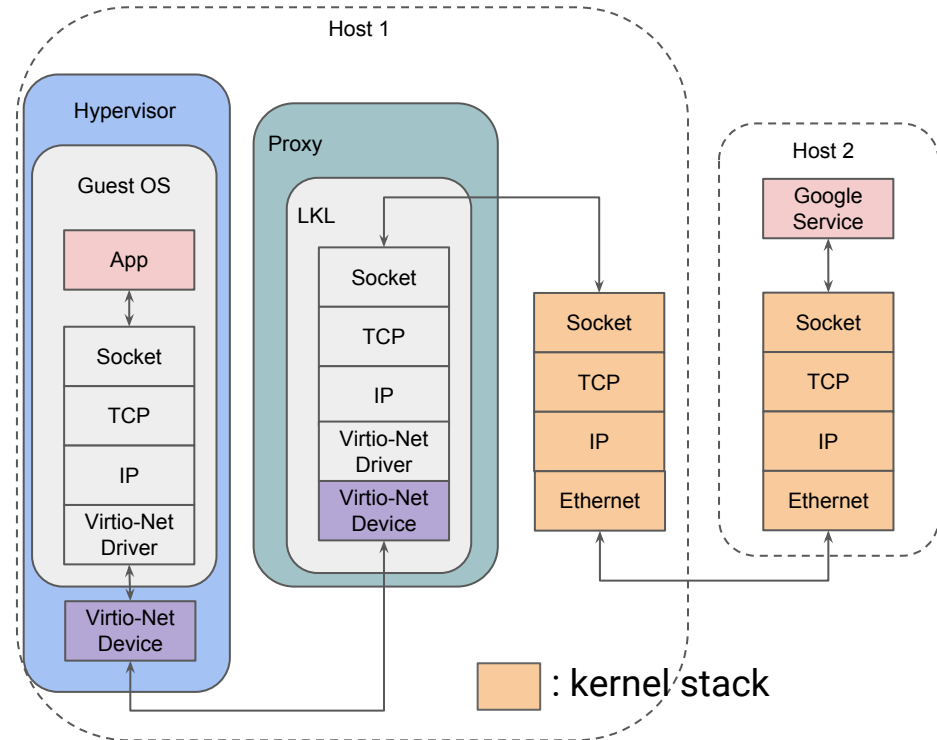 Host 1
Hypervisor
Guest OS
App
Socket
TCP
IP
Virtio-Net
Driver
Virtio-Net
Device
Proxy
LKL
Socket
TCP
IP
Virtio-Net
Driver
Virtio-Net
Device
Socket
TCP
IP
Ethernet
Host 2
Google
Service
Socket
TCP
IP
Ethernet
: kernel stack